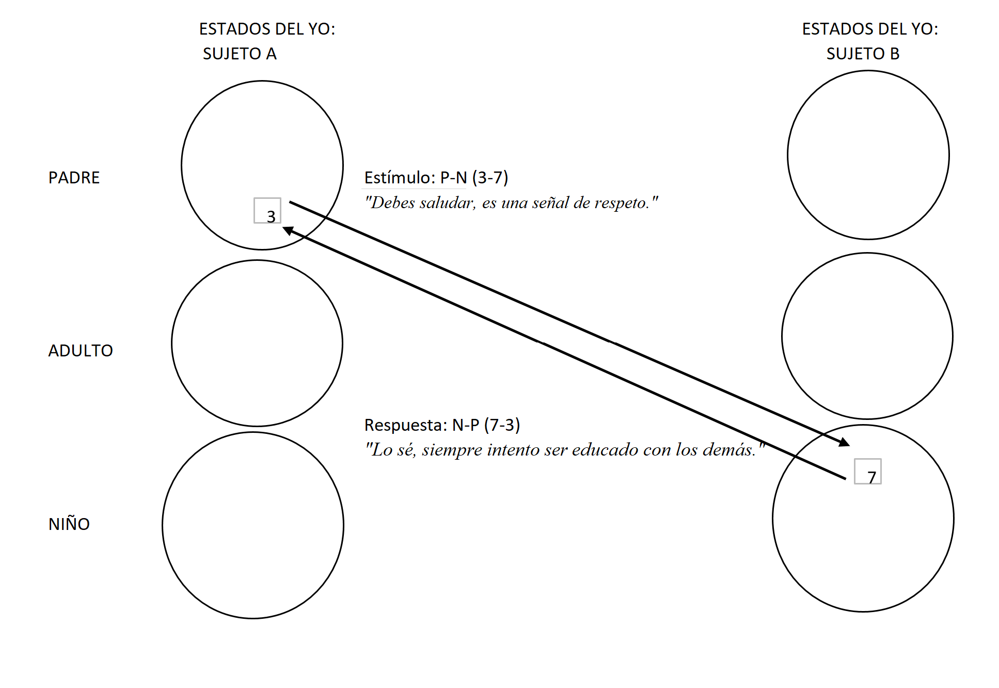 ESTADOS DEL YO:
SUJETO A
ESTADOS DEL YO:
SUJETO B
PADRE
Estímulo: P-N (3-7)
"Debes saludar, es una señal de respeto."
3
ADULTO
Respuesta: N-P (7-3)
"Lo sé, siempre intento ser educado con los demás."
7
NIÑO